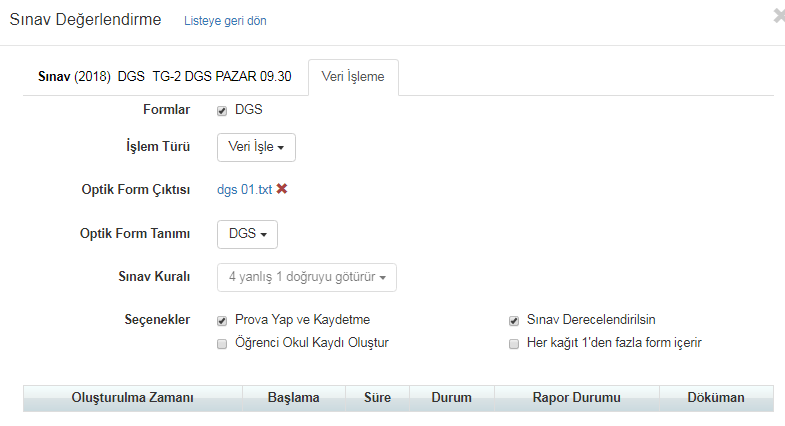 Sınav Değerlendirme Listeye geri dön
Sınav (2018) DGS TG-2 DGS PAZAR 09.30 Veri İşleme
Formlar DGS
İşlem Türü Veri İşle
Optik Form Çıktısı dgs 01.txt
Optik Form Tanımı DGS
Sınav Kuralı 4 yanlış 1 doğruyu götürür
Seçenekler Prova Yap ve Kaydetme Sınav Derecelendirilsin
Öğrenci Okul Kaydı Oluştur Her kağıt 1'den fazla form içerir
Oluşturulma Zamanı Başlama Süre Durum Rapor Durumu Döküman